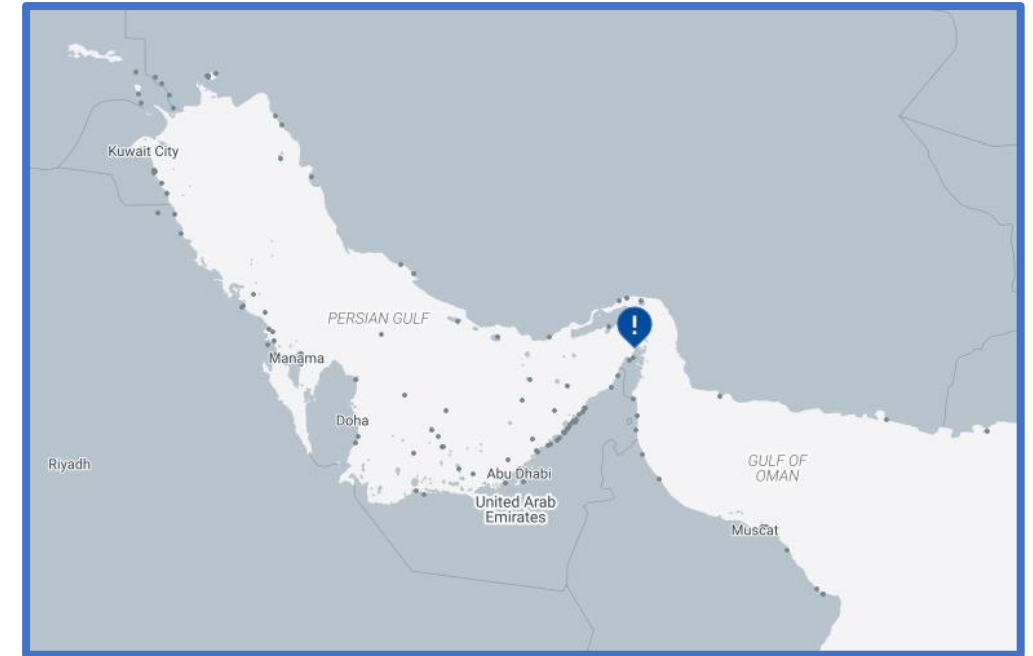 Kuwait City
PERSIAN GULF
!
Manama
Doha
Riyadh
Abu Dhabi
United Arab
Emirates
GULF OF
OMAN
Muscat